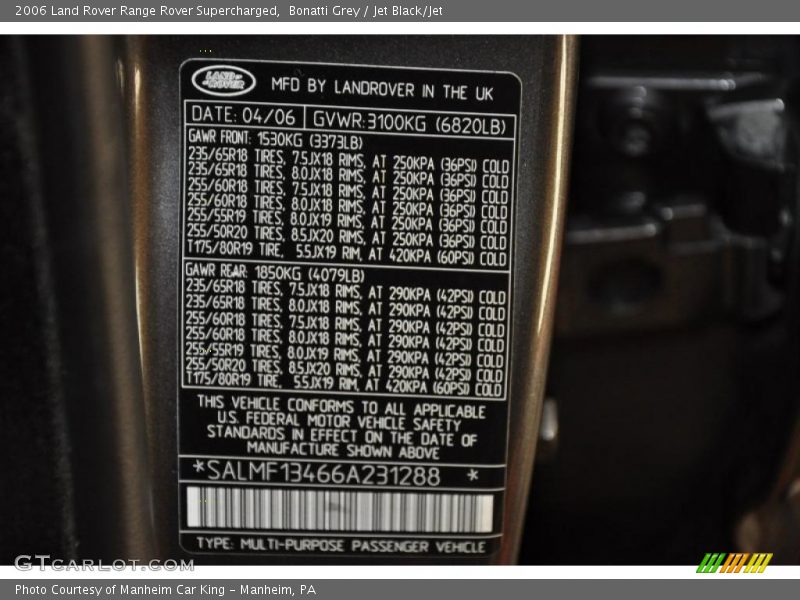 2006 Land Rover Range Rover Supercharged, Bonatti Grey / Jet Black/Jet
LAND-ROVER
MFD BY LANDROVER IN THE UK
DATE: 04/06 GVWR:3100KG (6820LB)
GAWR FRONT: 1530KG (3373LB)
235/65R18 TIRES, 7.5JX18 RIMS, AT 250KPA (36PSI) COLD
235/65R18 TIRES, 8.0JX18 RIMS, AT 250KPA (36PSI) COLD
255/60R18 TIRES, 7.5JX18 RIMS, AT 250KPA (36PSI) COLD
255/60R18 TIRES, 8.0JX18 RIMS, AT 250KPA (36PSI) COLD
255/55R19 TIRES, 8.0JX19 RIMS, AT 250KPA (36PSI) COLD
255/50R20 TIRES, 8.5JX20 RIMS, AT 250KPA (36PSI) COLD
T175/80R19 TIRE, 5.5JX19 RIM, AT 420KPA (60PSI) COLD
GAWR REAR: 1850KG (4079LB)
235/65R18 TIRES, 7.5JX18 RIMS, AT 290KPA (42PSI) COLD
235/65R18 TIRES, 8.0JX18 RIMS, AT 290KPA (42PSI) COLD
255/60R18 TIRES, 7.5JX18 RIMS, AT 290KPA (42PSI) COLD
255/60R18 TIRES, 8.0JX18 RIMS, AT 290KPA (42PSI) COLD
255/55R19 TIRES, 8.0JX19 RIMS, AT 290KPA (42PSI) COLD
255/50R20 TIRES, 8.5JX20 RIMS, AT 290KPA (42PSI) COLD
T175/80R19 TIRE, 5.5JX19 RIM, AT 420KPA (60PSI) COLD
THIS VEHICLE CONFORMS TO ALL APPLICABLE
U.S. FEDERAL MOTOR VEHICLE SAFETY
STANDARDS IN EFFECT ON THE DATE OF
MANUFACTURE SHOWN ABOVE
*SALMF13466A231288 *
TYPE: MULTI-PURPOSE PASSENGER VEHICLE
GTCARLOT.COM
Photo Courtesy of Manheim Car King - Manheim, PA